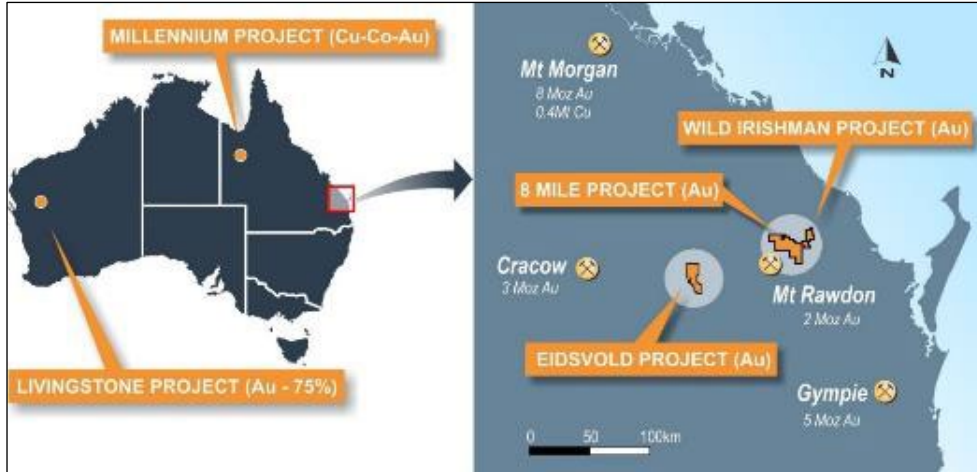 MILLENNIUM PROJECT (Cu-Co-Au)
LIVINGSTONE PROJECT (Au - 75%)
Mt Morgan
8 Moz Au
0.4Mt Cu
N
WILD IRISHMAN PROJECT (Au)
8 MILE PROJECT (Au)
Cracow
3 Moz Au
Mt Rawdon
2 Moz Au
EIDSVOLD PROJECT (Au)
Gympie
5 Moz Au
0 50 100km